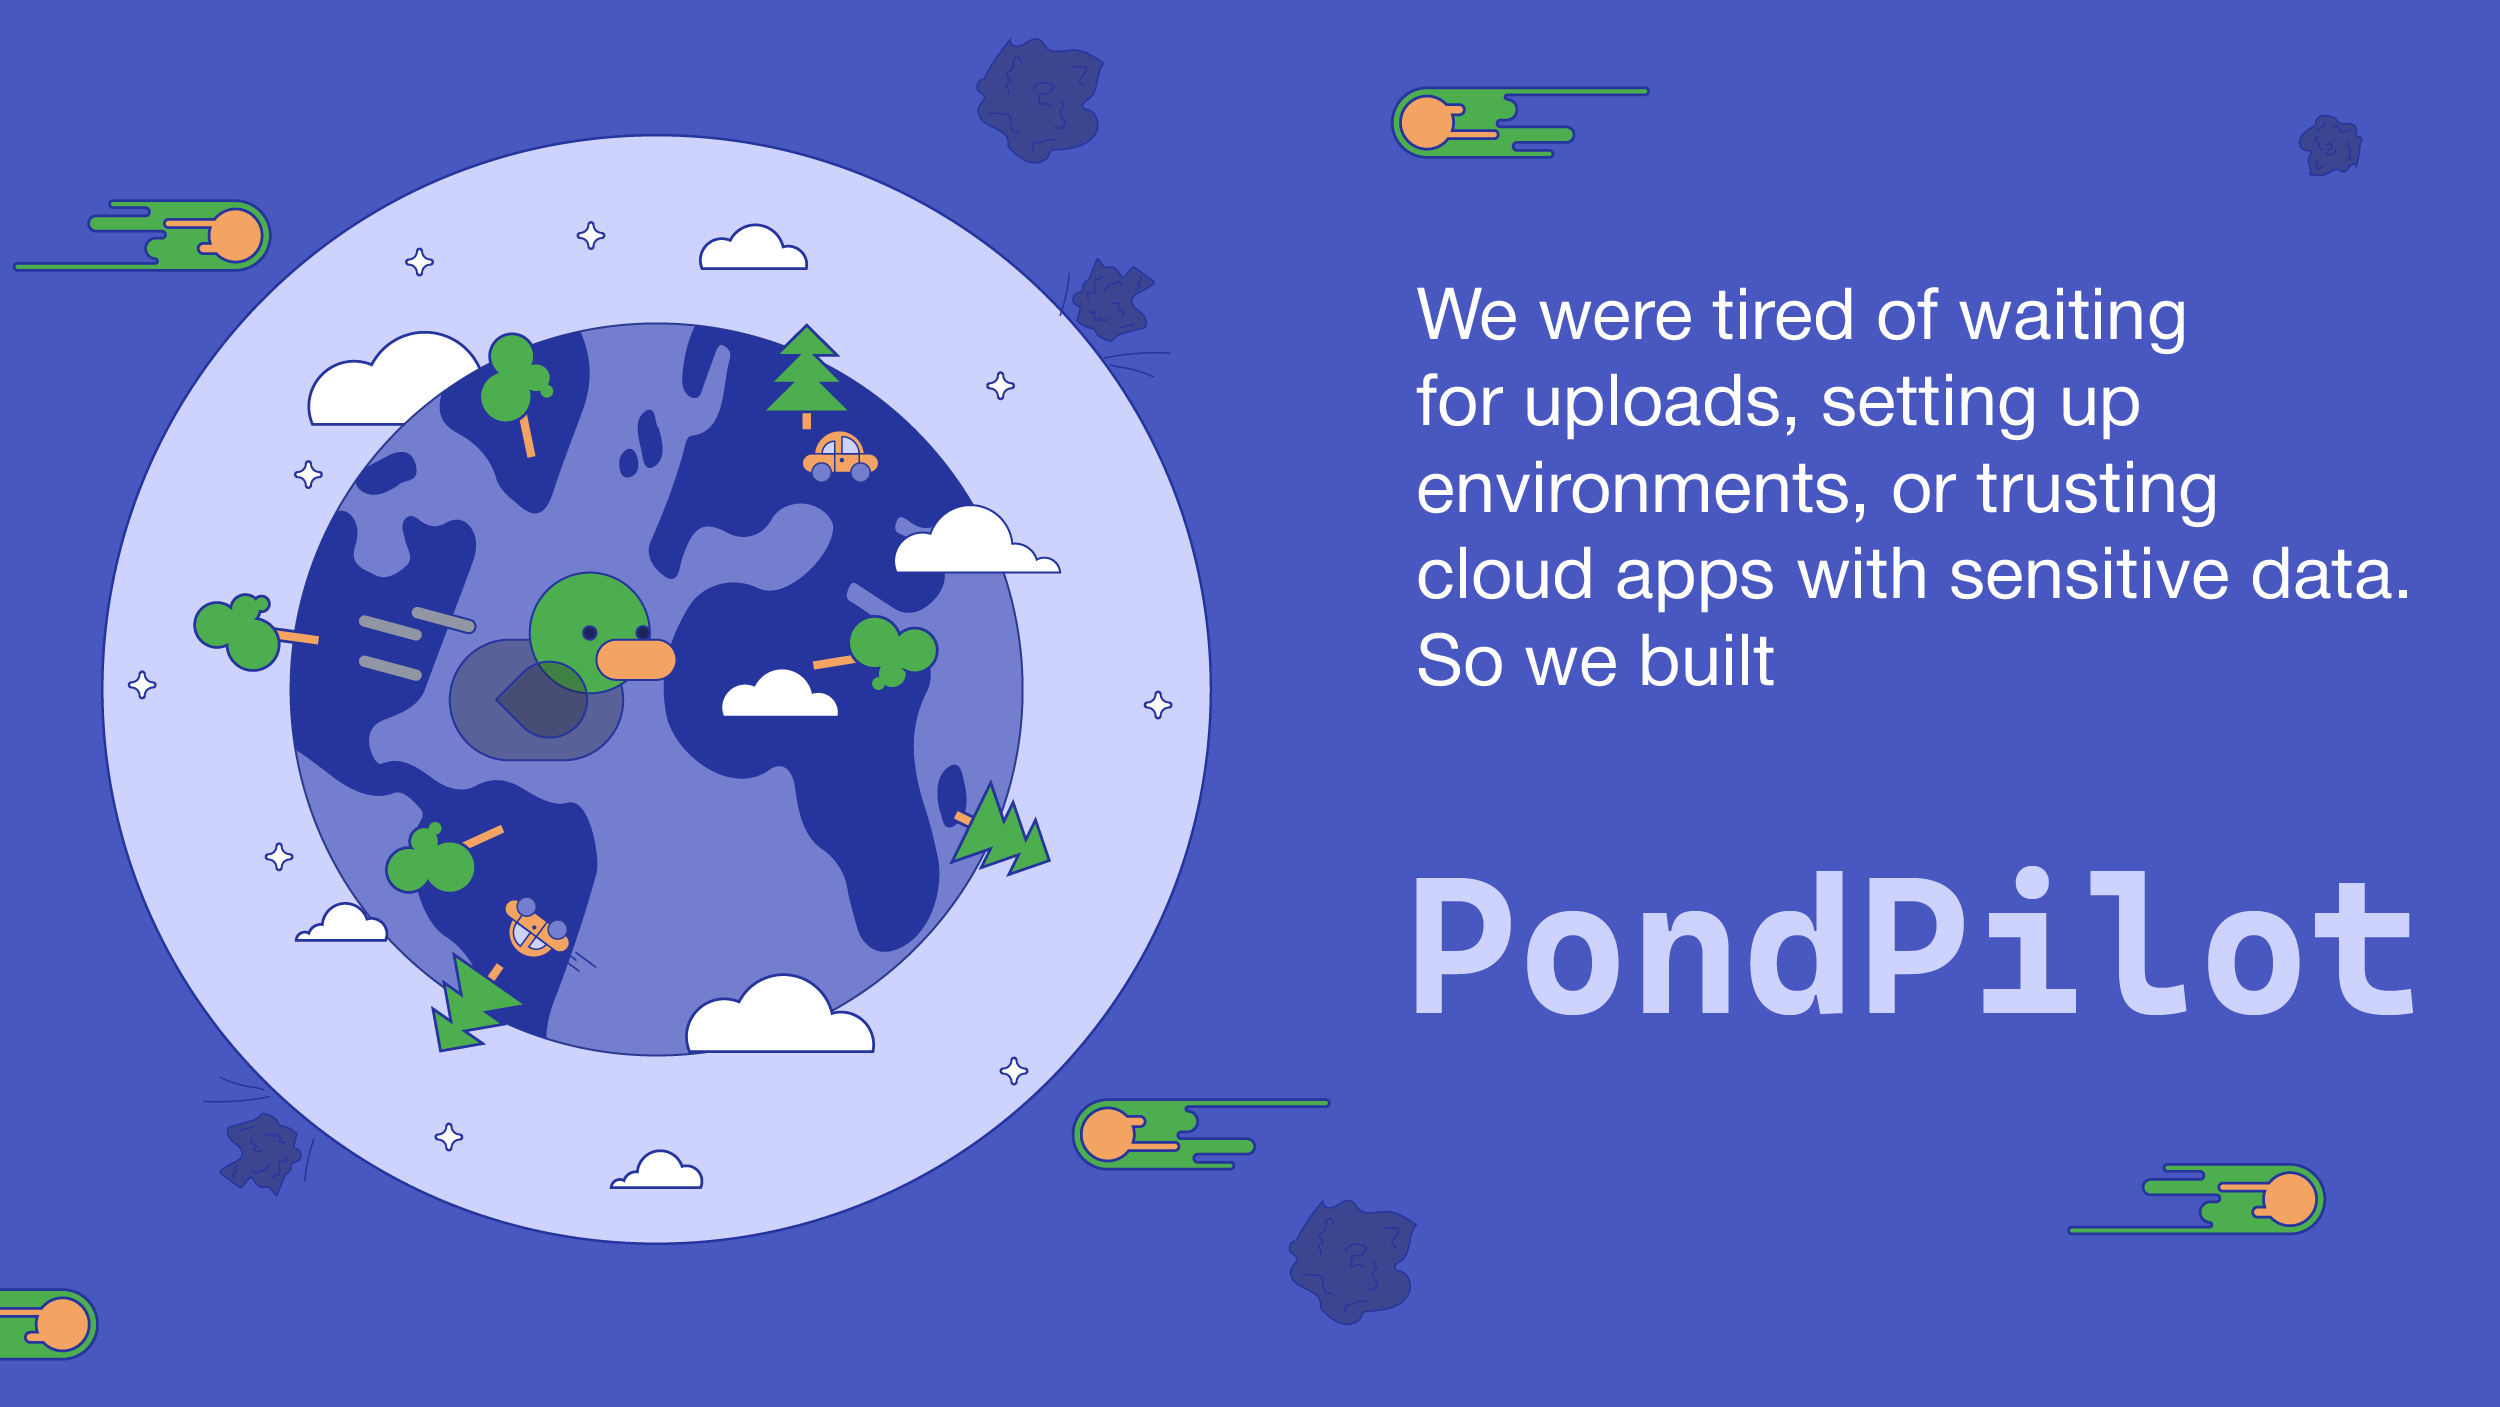 We were tired of waiting
for uploads, setting up
environments, or trusting
cloud apps with sensitive data.
So we built
PondPilot